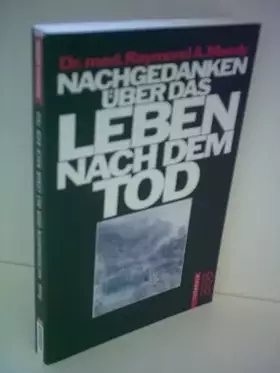 Dr. med. Raymond A. Moody
NACHGEDANKEN
ÜBER DAS
LEBEN
NACH DEM
TOD